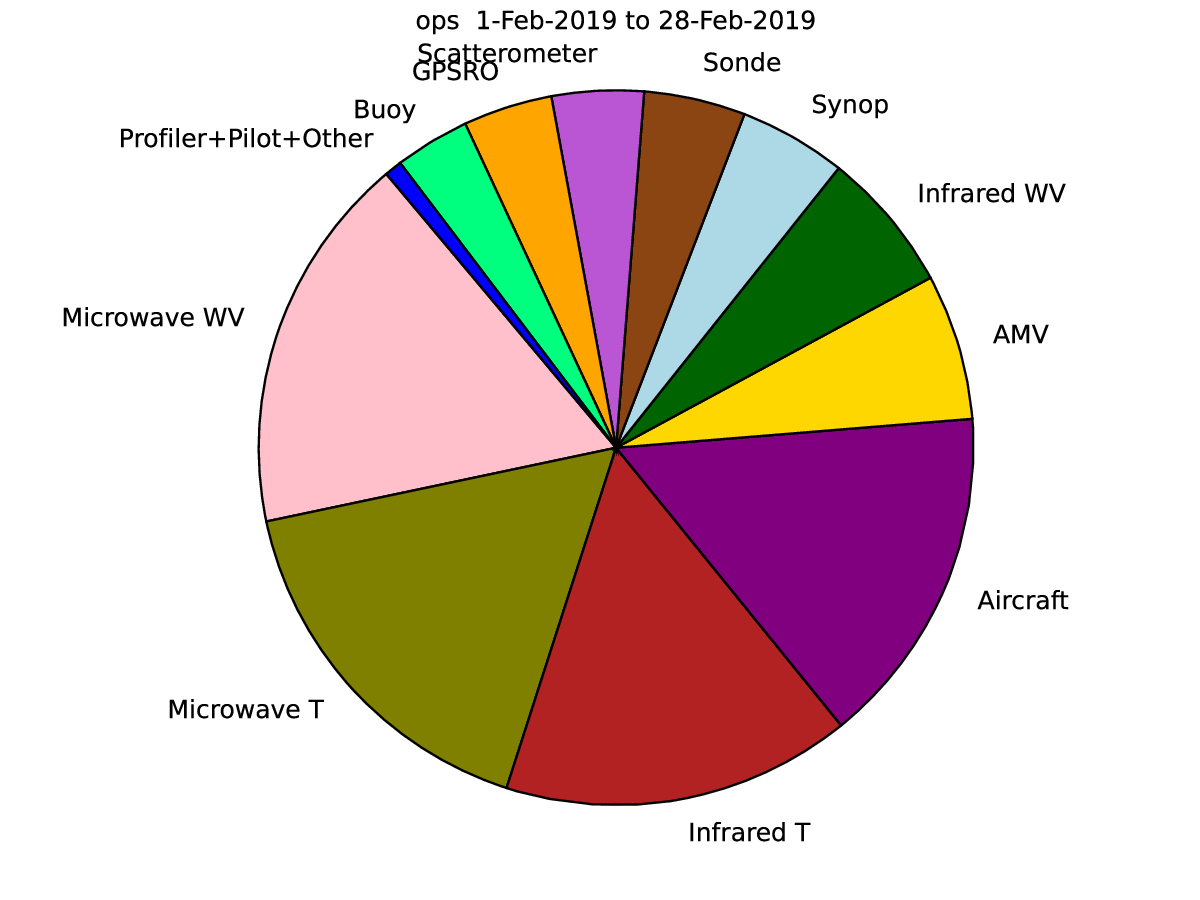 ops  1-Feb-2019 to 28-Feb-2019
Scatterometer
Sonde
GPSRO
Synop
Buoy
Profiler+Pilot+Other
Infrared WV
Microwave WV
AMV
Aircraft
Microwave T
Infrared T